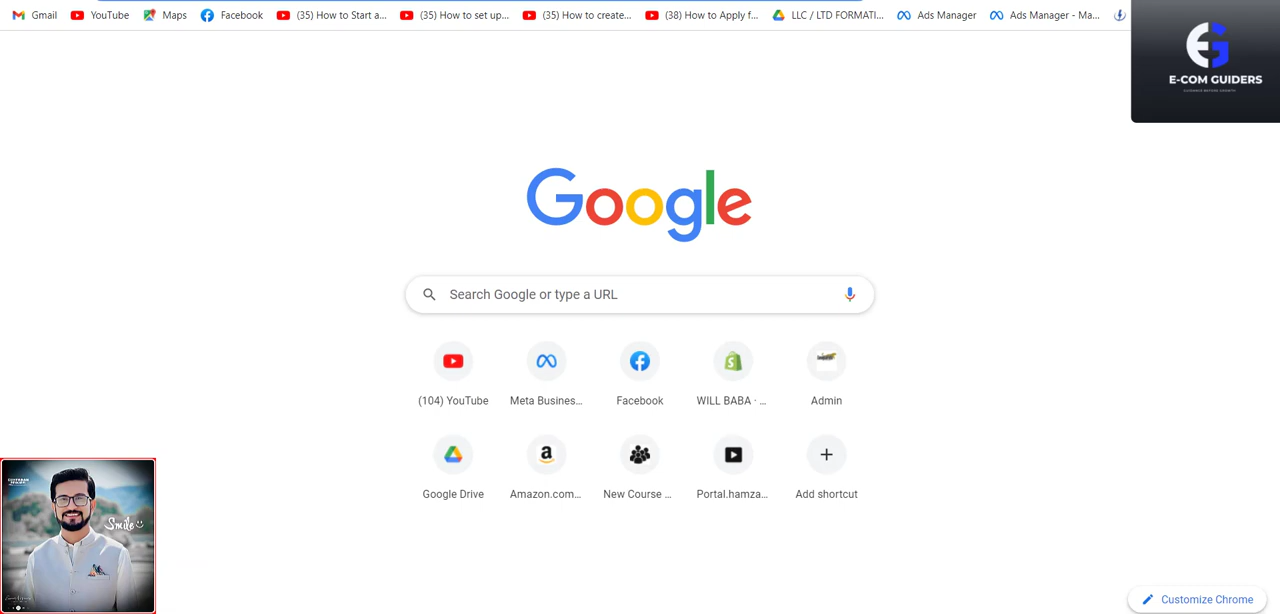 Gmail YouTube Maps Facebook (35) How to Start a... (35) How to set up... (35) How to create... (38) How to Apply f... LLC / LTD FORMATI... Ads Manager Ads Manager - Ma...
E-COM GUIDERS
Google
Search Google or type a URL
(104) YouTube Meta Busines... Facebook WILL BABA · ... Admin
Google Drive Amazon.com... New Course ... Portal.hamza... Add shortcut
Smile
Customize Chrome